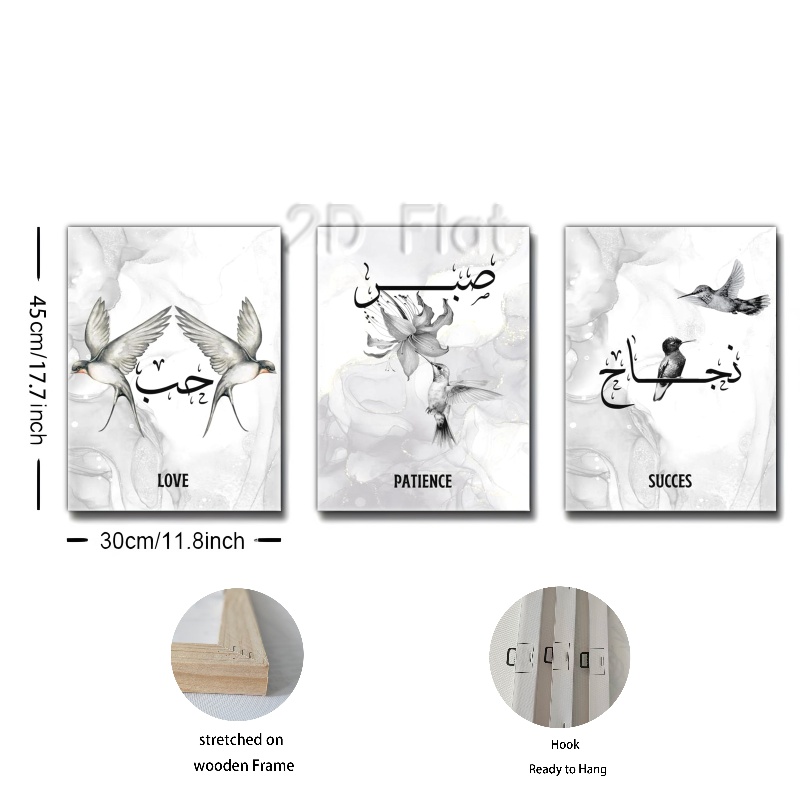 2D Flat
45cm/17.7inch
حب
LOVE
صبر
PATIENCE
نجاح
SUCCES
30cm/11.8inch
stretched on
wooden Frame
Hook
Ready to Hang